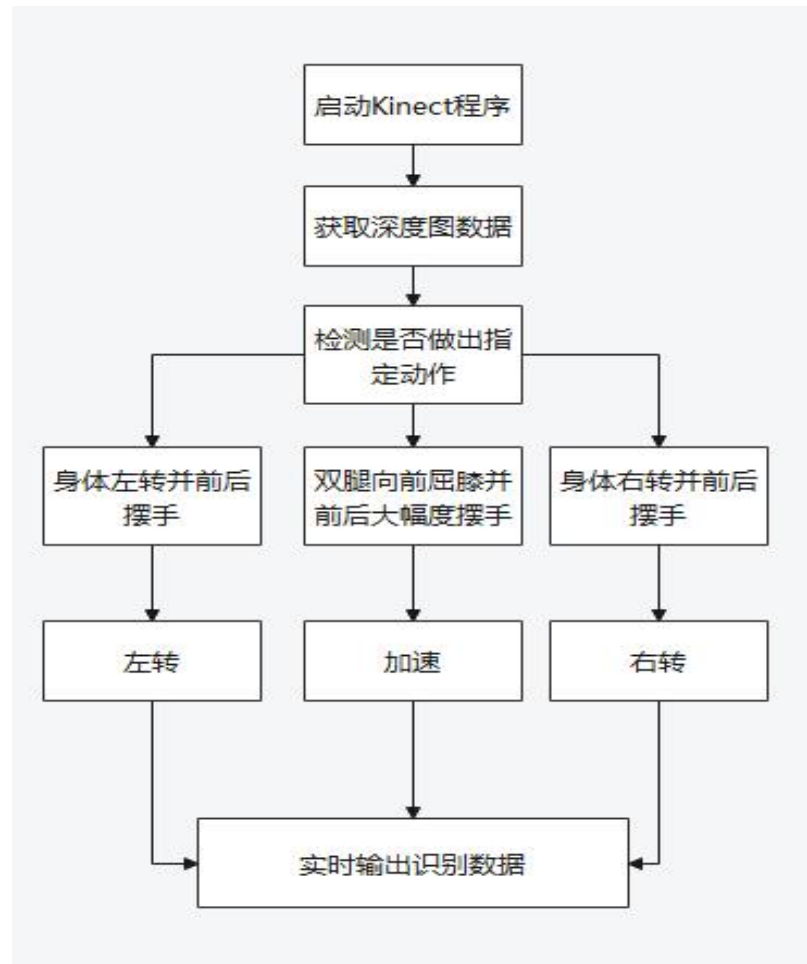 启动Kinect程序
获取深度图数据
检测是否做出指
定动作
身体左转并前后
摆手
双腿向前屈膝并
前后大幅度摆手
身体右转并前后
摆手
左转
加速
右转
实时输出识别数据